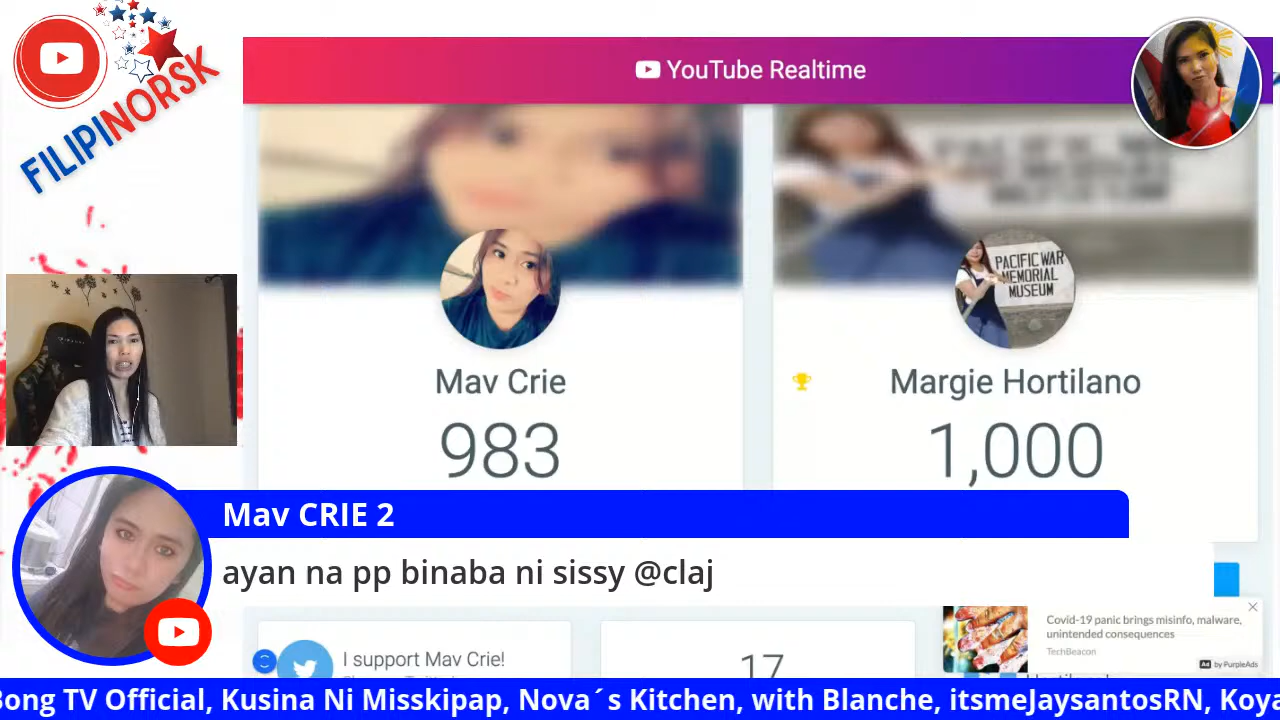 FILIPINORSK
YouTube Realtime
PACIFIC WAR
MEMORIAL
MUSEUM
Mav Crie
983
Margie Hortilano
1,000
Mav CRIE 2
ayan na pp binaba ni sissy @claj
I support Mav Crie!
17
Covid-19 panic brings misinfo, malware,
unintended consequences
TechBeacon
Ad by PurpleAds
Bong TV Official, Kusina Ni Misskipap, Nova´s Kitchen, with Blanche, itsmeJaysantosRN, Koya